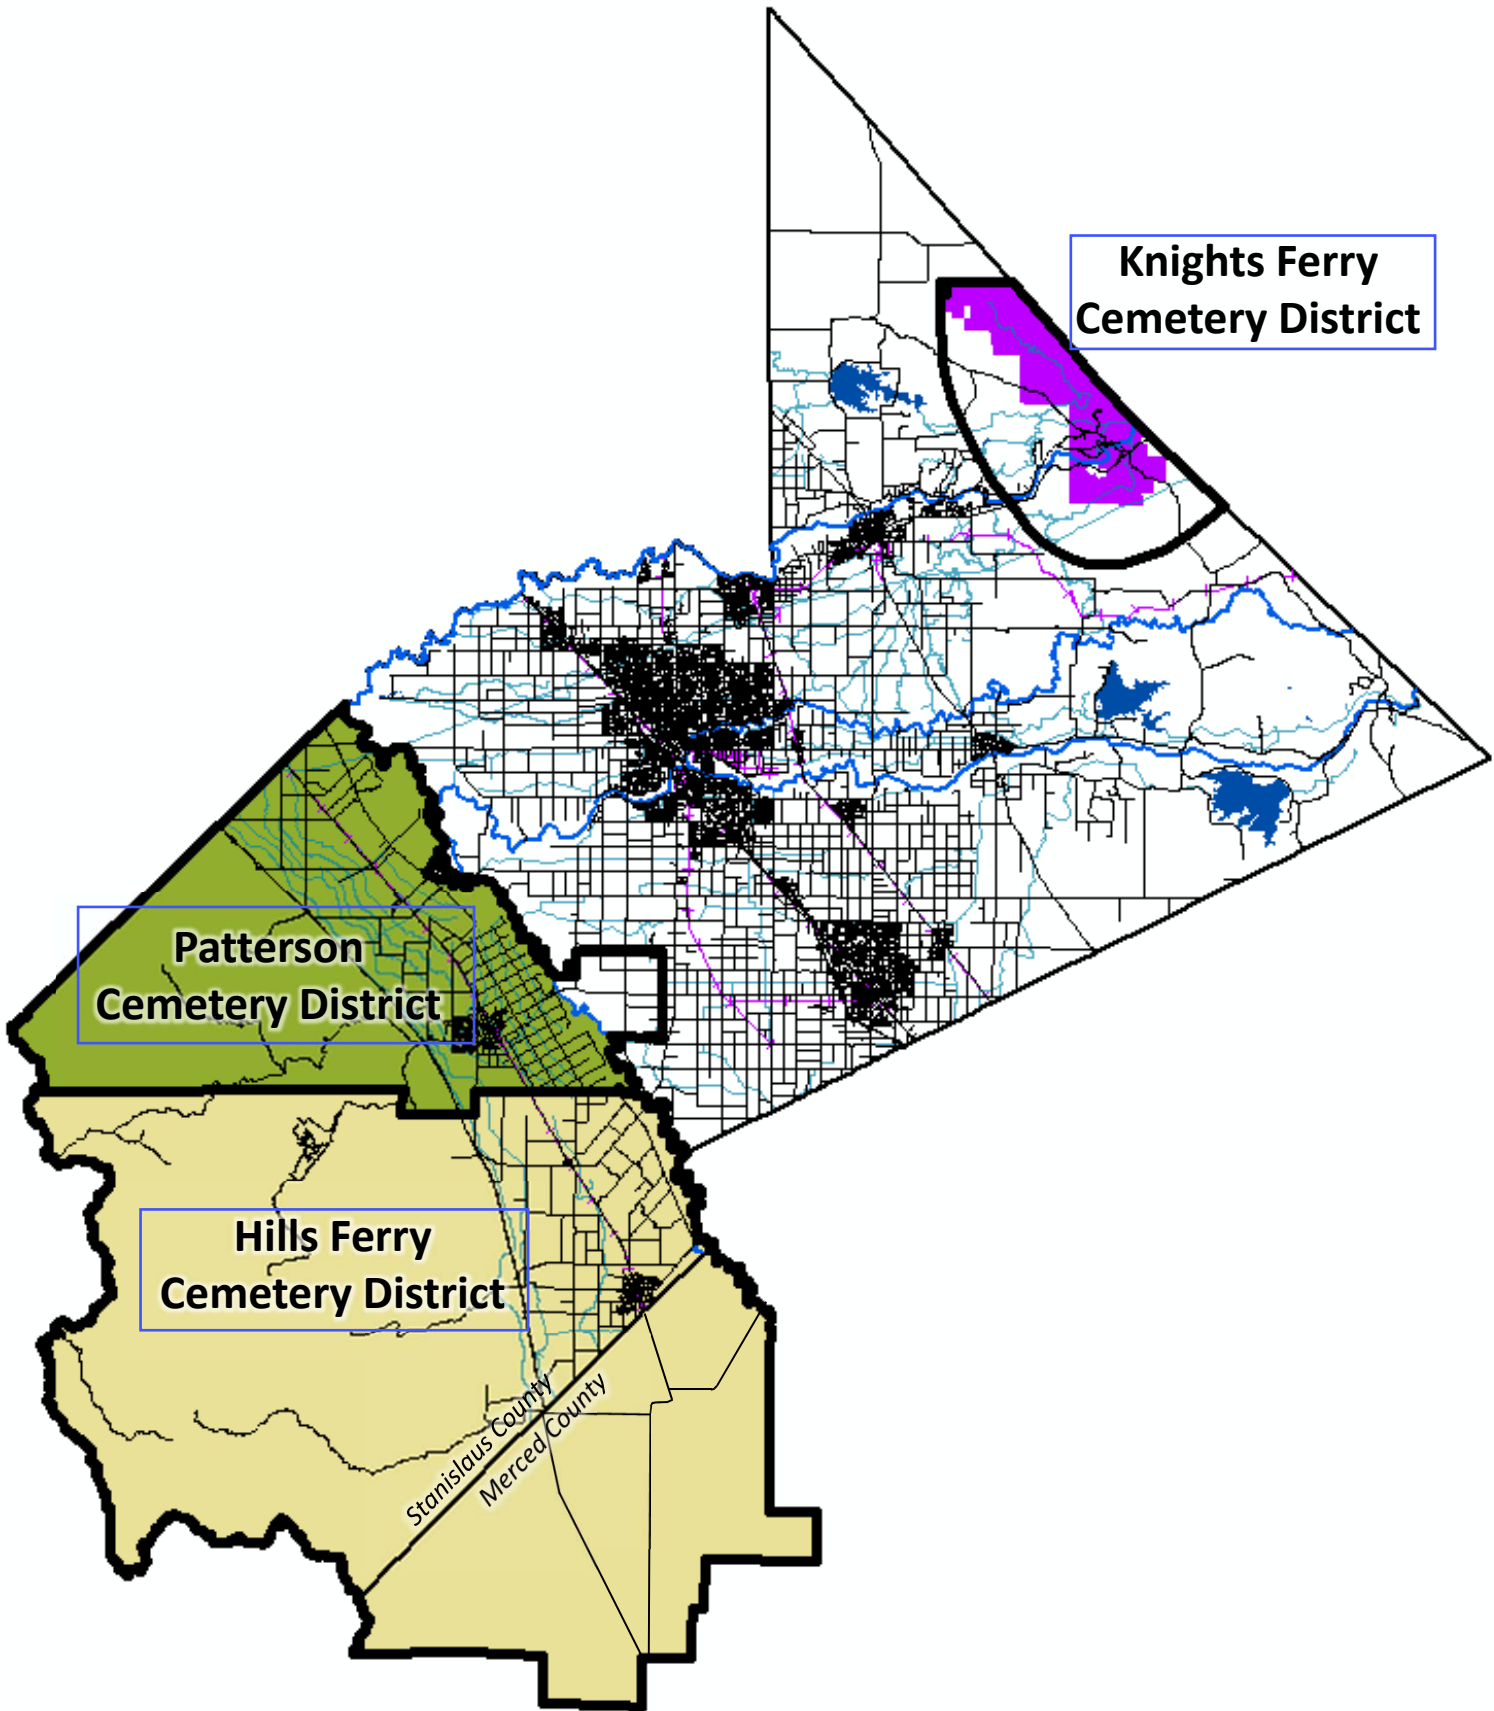 Knights Ferry
Cemetery District
Patterson
Cemetery District
Hills Ferry
Cemetery District
Stanislaus County
Merced County